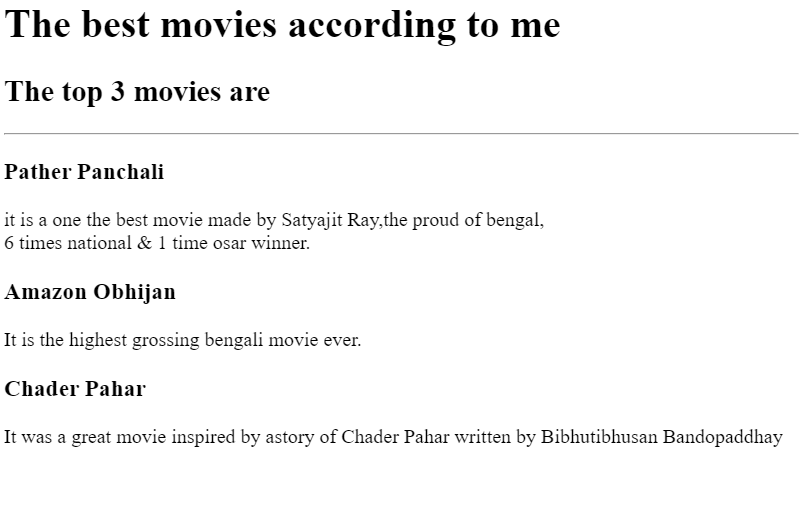 The best movies according to me
The top 3 movies are
Pather Panchali
it is a one the best movie made by Satyajit Ray,the proud of bengal,
6 times national & 1 time osar winner.
Amazon Obhijan
It is the highest grossing bengali movie ever.
Chader Pahar
It was a great movie inspired by astory of Chader Pahar written by Bibhutibhusan Bandopaddhay